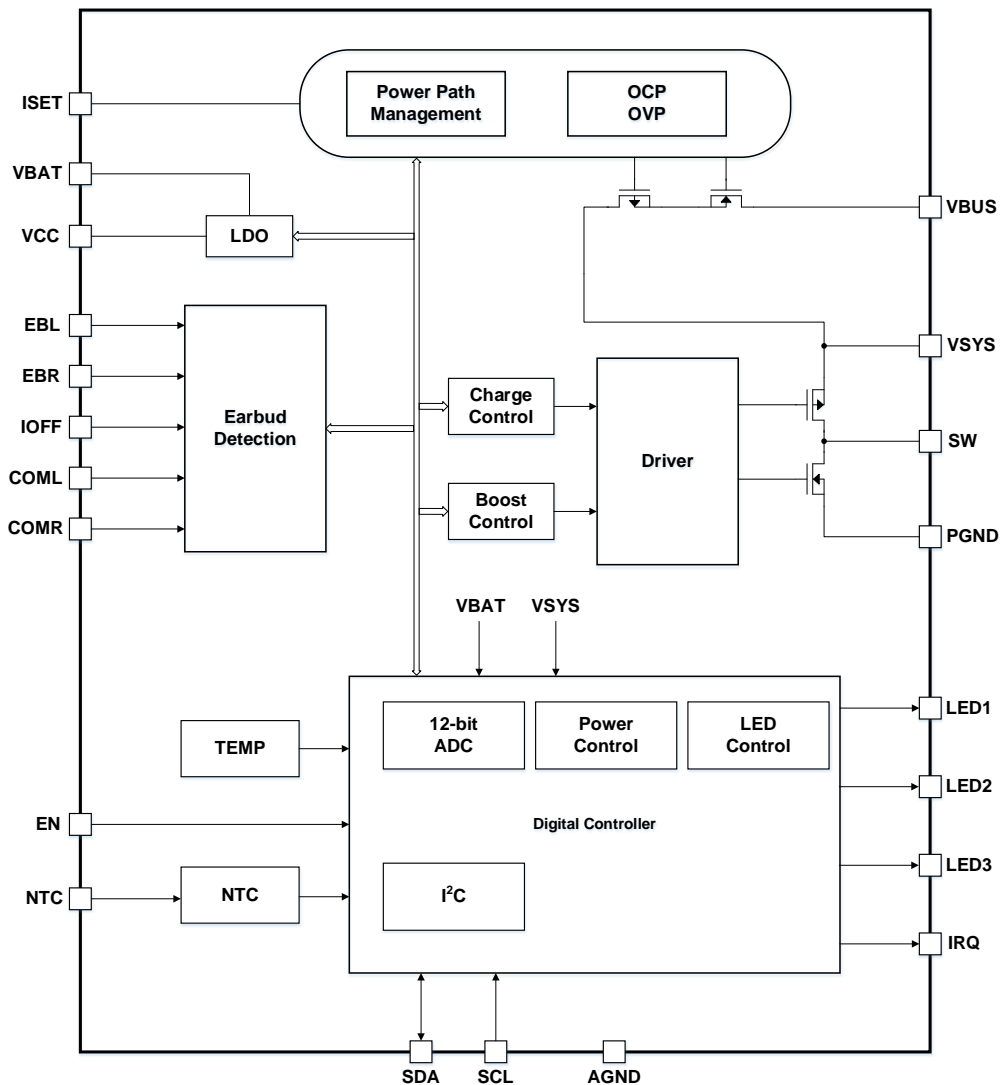 ISET
VBAT
VCC
EBL
EBR
IOFF
COML
COMR
EN
NTC
Power Path
Management
OCP
OVP
LDO
Earbud
Detection
Charge
Control
Boost
Control
Driver
VBAT
VSYS
TEMP
NTC
12-bit
ADC
Power
Control
LED
Control
Digital Controller
I²C
VBUS
VSYS
SW
PGND
LED1
LED2
LED3
IRQ
SDA
SCL
AGND